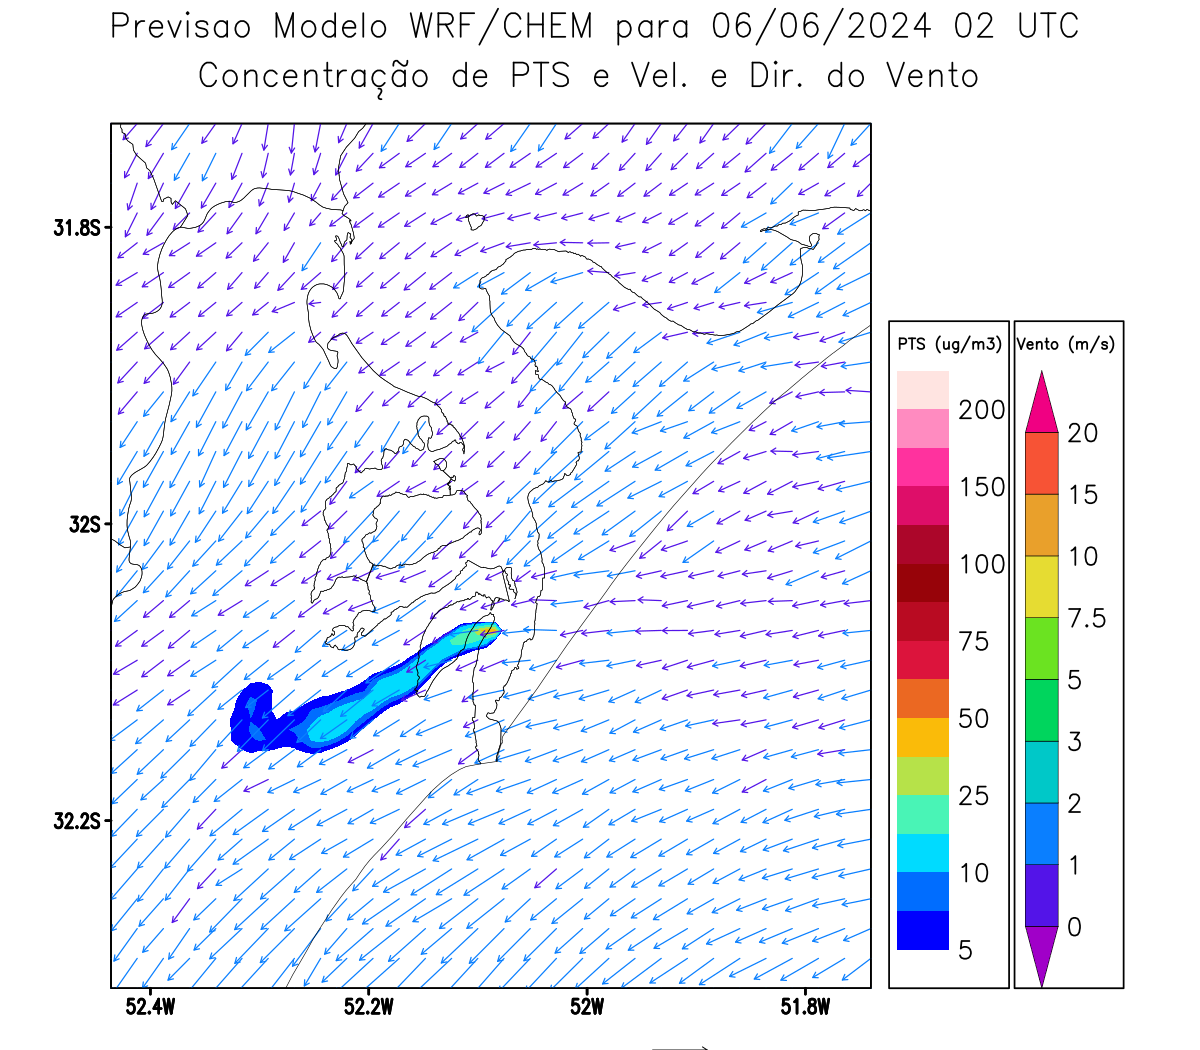 Previsao Modelo WRF/CHEM para 06/06/2024 02 UTC
Concentração de PTS e Vel. e Dir. do Vento
31.8S
32S
32.2S
52.4W
52.2W
52W
51.8W
PTS (ug/m3)
200
150
100
75
50
25
10
5
Vento (m/s)
20
15
10
7.5
5
3
2
1
0